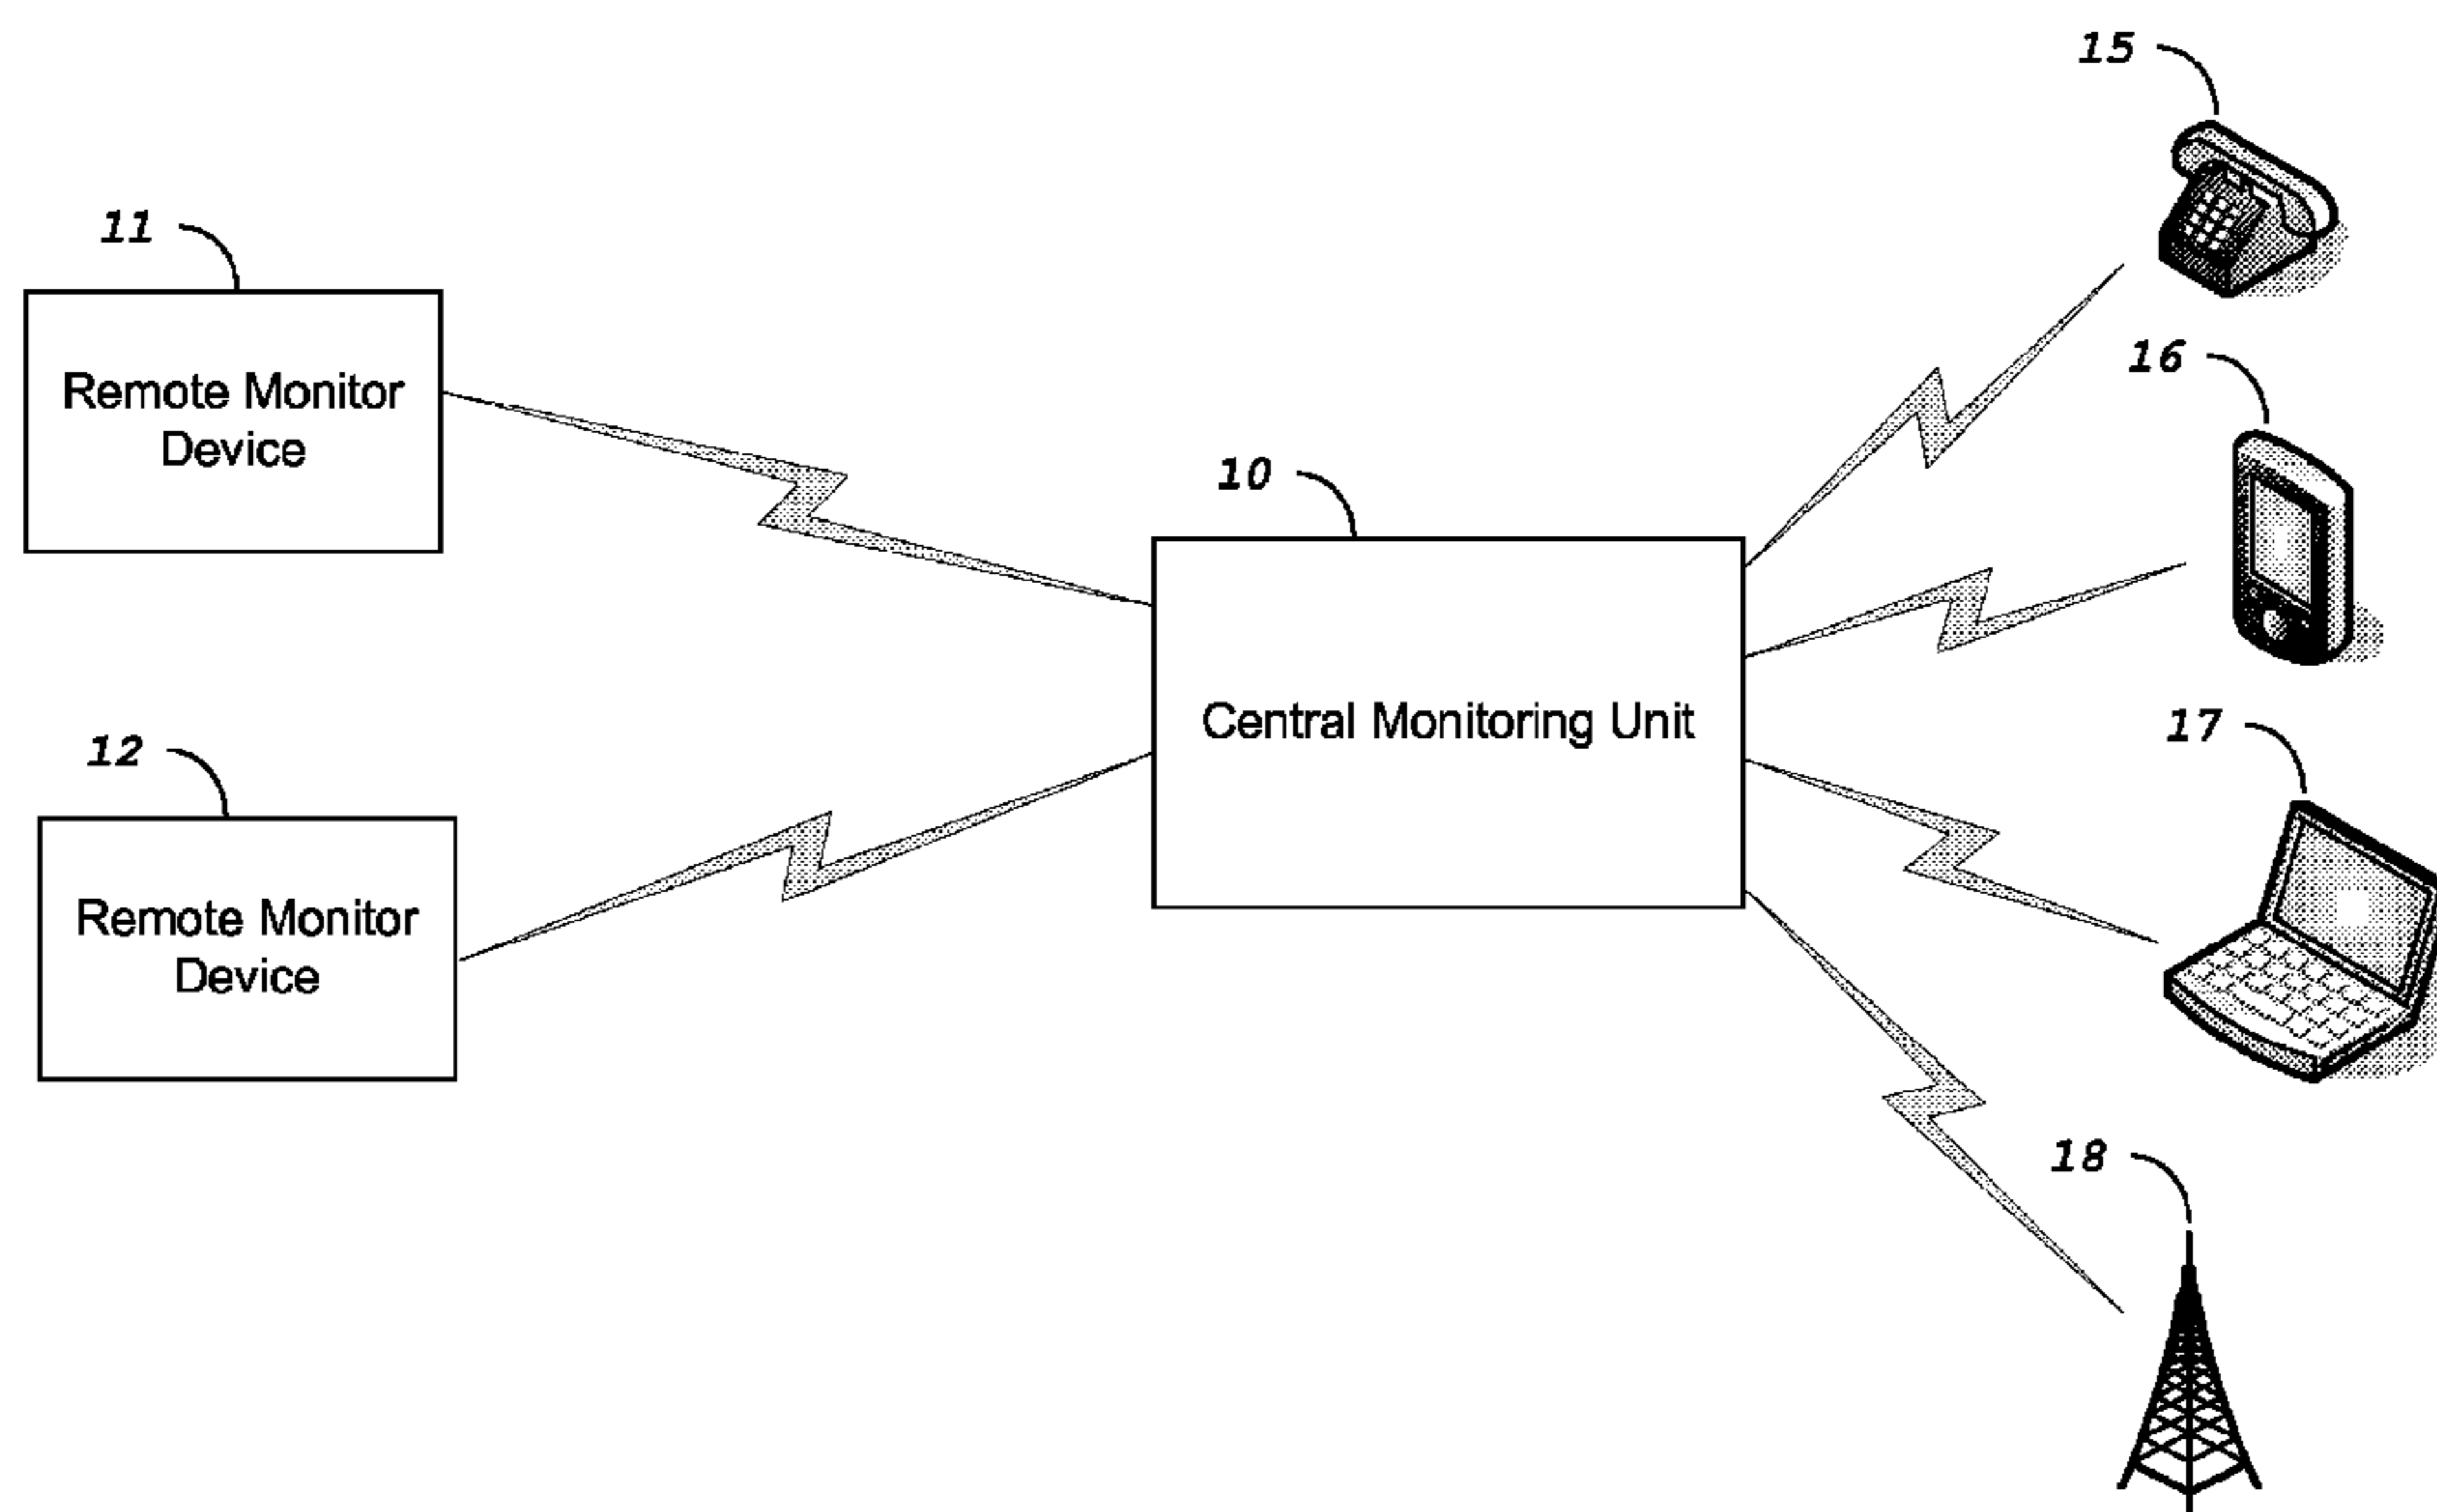 15
11
16
Remote Monitor
Device
10
Central Monitoring Unit
17
12
Remote Monitor
Device
18